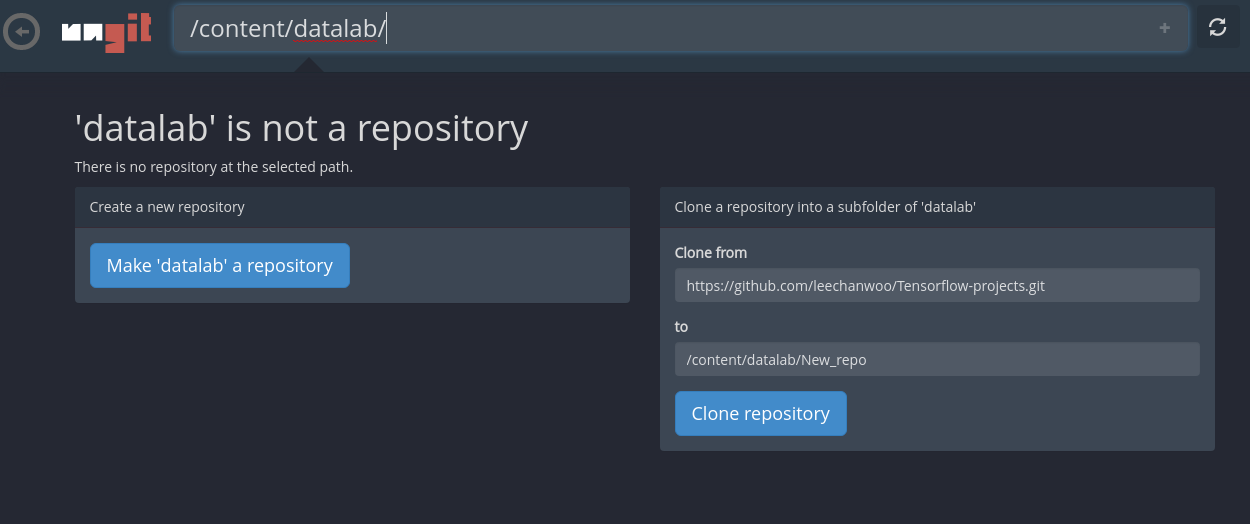 ungit
/content/datalab/
+
'datalab' is not a repository
There is no repository at the selected path.
Create a new repository
Make 'datalab' a repository
Clone a repository into a subfolder of 'datalab'
Clone from
https://github.com/leechanwoo/Tensorflow-projects.git
to
/content/datalab/New_repo
Clone repository